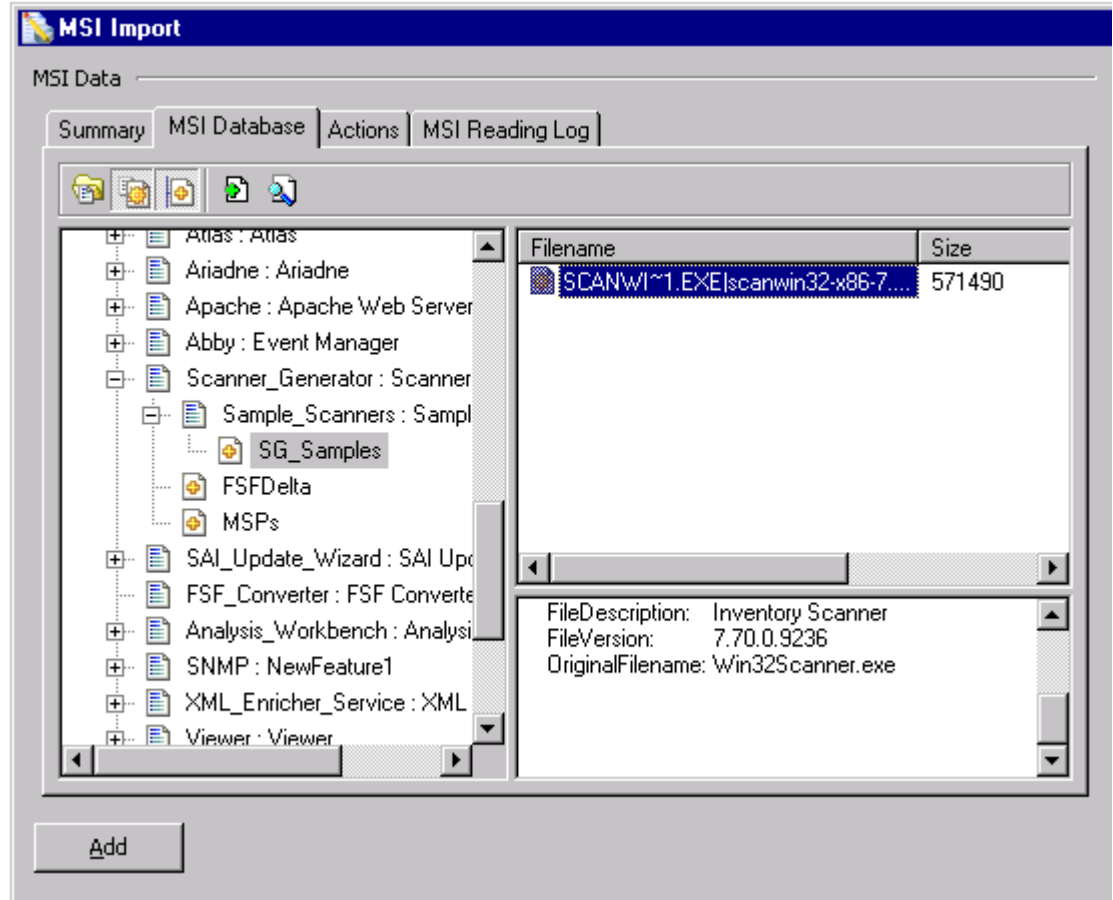 MSI Import
MSI Data
Summary MSI Database Actions MSI Reading Log
Atlas : Atlas
Ariadne : Ariadne
Apache : Apache Web Server
Abby : Event Manager
Scanner_Generator : Scanner
Sample_Scanners : Sampl
SG_Samples
FSFDelta
MSPs
SAI_Update_Wizard : SAI Upd
FSF_Converter : FSF Converte
Analysis_Workbench : Analysi
SNMP : NewFeature1
XML_Enricher_Service : XML
Viewer : Viewer
Filename Size
SCANWI~1.EXE|scanwin32-x86-7.... 571490
FileDescription: Inventory Scanner
FileVersion: 7.70.0.9236
OriginalFilename: Win32Scanner.exe
Add